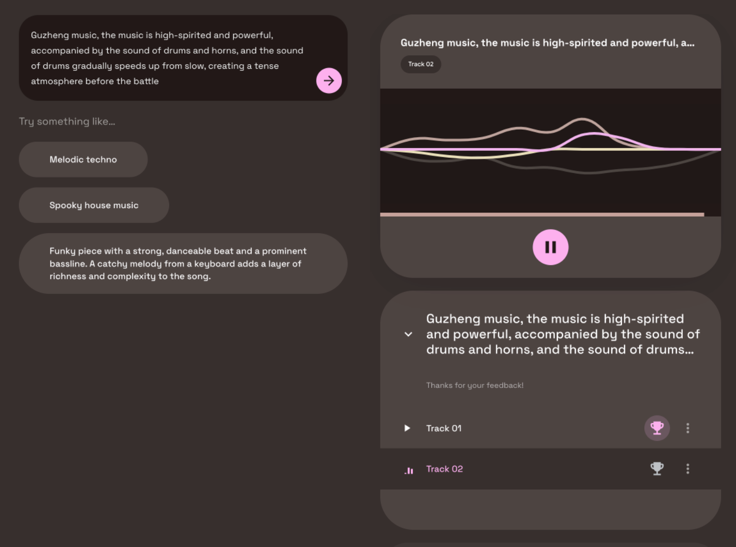 Guzheng music, the music is high-spirited and powerful,
accompanied by the sound of drums and horns, and the sound
of drums gradually speeds up from slow, creating a tense
atmosphere before the battle
Try something like...
Melodic techno
Spooky house music
Funky piece with a strong, danceable beat and a prominent
bassline. A catchy melody from a keyboard adds a layer of
richness and complexity to the song.
Guzheng music, the music is high-spirited and powerful, a...
Track 02
Guzheng music, the music is high-spirited
and powerful, accompanied by the sound of
drums and horns, and the sound of drums...
Thanks for your feedback!
Track 01
Track 02